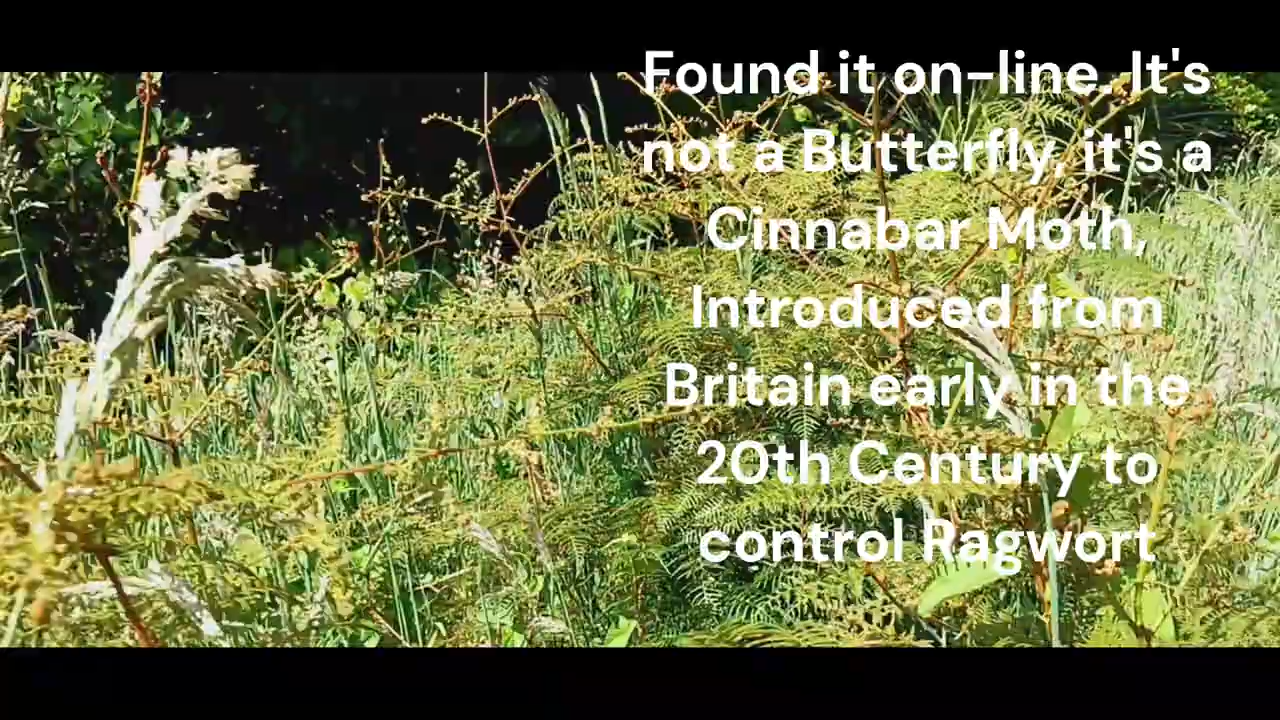 Found it on-line. It's
not a Butterfly, it's a
Cinnabar Moth,
Introduced from
Britain early in the
20th Century to
control Ragwort